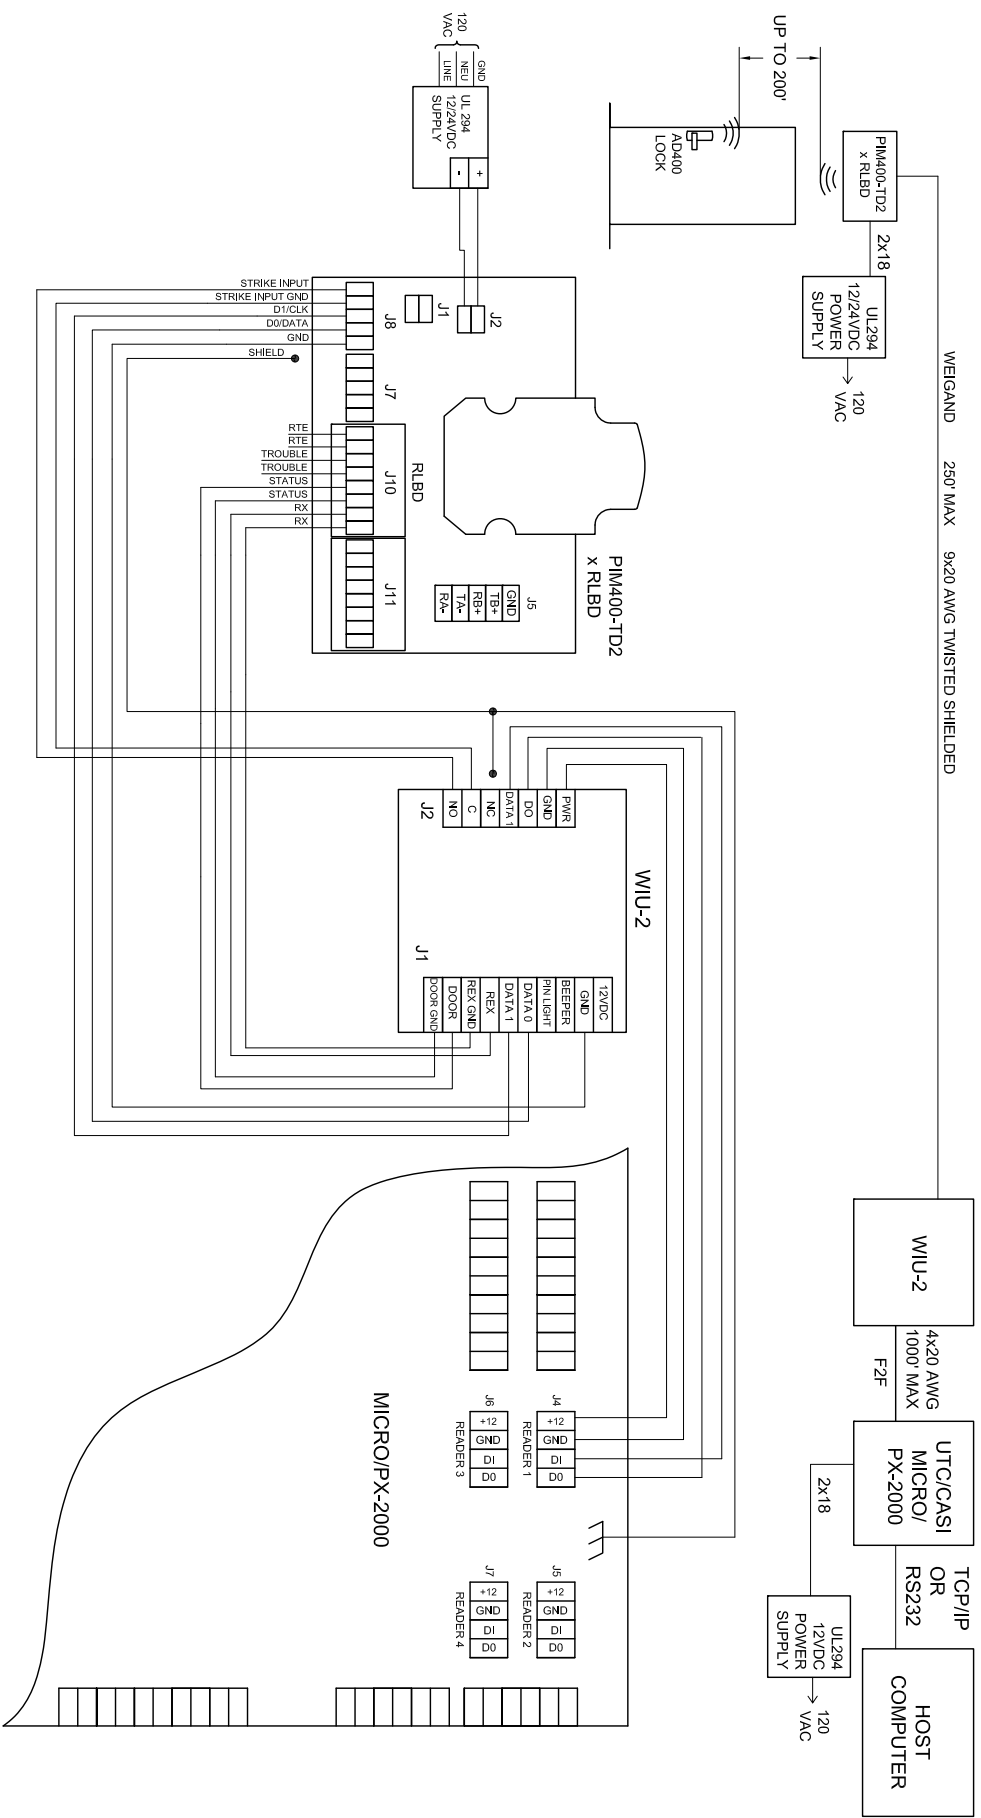 UP TO 200'
AD400
LOCK
PIM400-TD2
x RLBD
2x18
UL294
12/24VDC
POWER
SUPPLY
120
VAC
WEIGAND 250' MAX 9x20 AWG TWISTED SHIELDED
WIU-2
4x20 AWG
1000' MAX
F2F
UTC/CASI
MICRO/
PX-2000
2x18
UL294
12VDC
POWER
SUPPLY
120
VAC
TCP/IP
OR
RS232
HOST
COMPUTER
120
VAC
GND
NEU
LINE
UL 294
12/24VDC
SUPPLY
+
-
J2
J1
PIM400-TD2
x RLBD
J5
GND
TB+
RB+
TA-
RA-
J8
J7
RLBD
J10
J11
STRIKE INPUT
STRIKE INPUT GND
D1/CLK
D0/DATA
GND
SHIELD
RTE
RTE
TROUBLE
TROUBLE
STATUS
STATUS
RX
RX
WIU-2
PWR
GND
DO
DATA 1
NC
C
NO
J2
J1
12VDC
GND
BEEPER
PIN LIGHT
DATA 0
DATA 1
REX
REX GND
DOOR
DOOR GND
MICRO/PX-2000
J4
+12
GND
DI
D0
READER 1
J6
+12
GND
DI
D0
READER 3
J5
+12
GND
DI
D0
READER 2
J7
+12
GND
DI
D0
READER 4